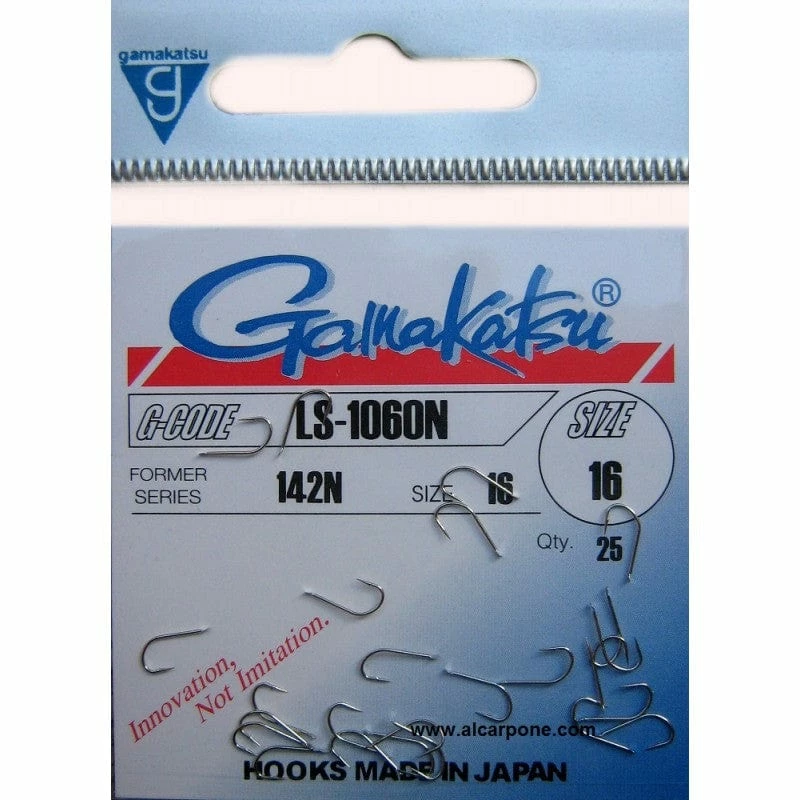 gamakatsu
g
Gamakatsu®
G-CODE LS-1060N
SIZE
16
FORMER
SERIES
142N SIZE 16
Qty. 25
Innovation,
Not Imitation.
www.alcarpone.com
HOOKS MADE IN JAPAN